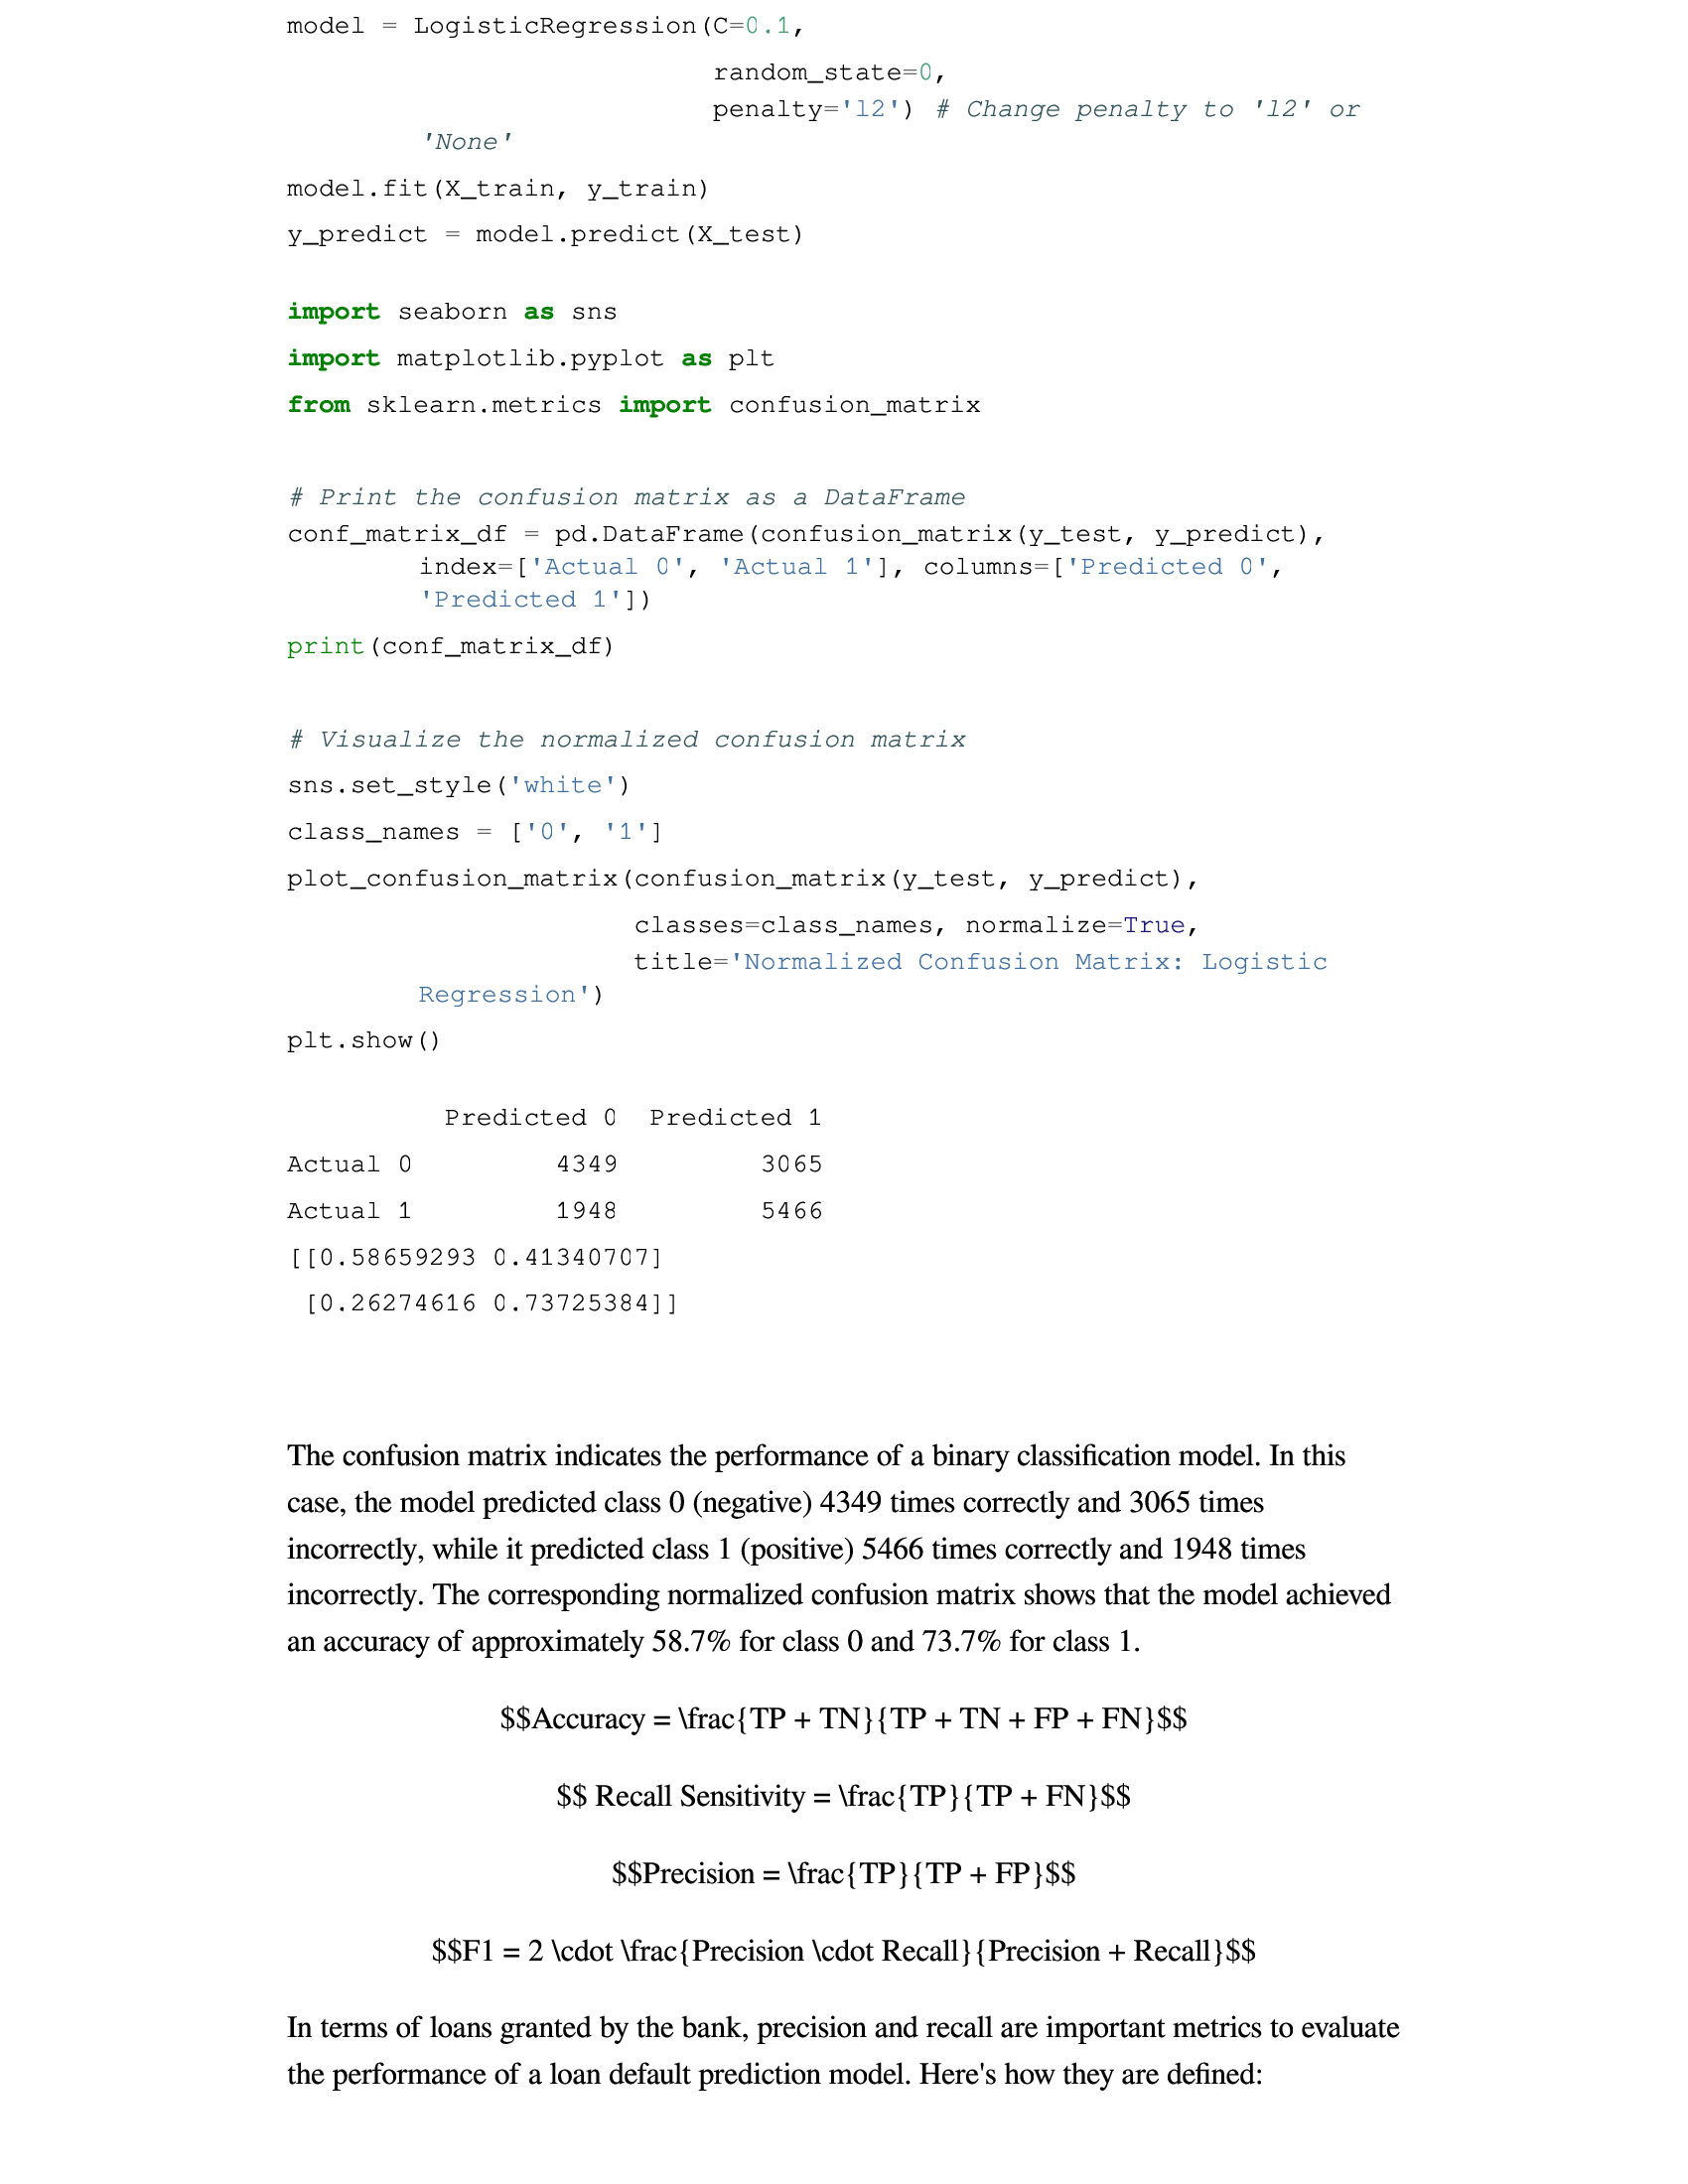 model = LogisticRegression(C=0.1,
random_state=0,
penalty='l2') # Change penalty to 'l2' or
'None'
model.fit(X_train, y_train)
y_predict = model.predict(X_test)
import seaborn as sns
import matplotlib.pyplot as plt
from sklearn.metrics import confusion_matrix
# Print the confusion matrix as a DataFrame
conf_matrix_df = pd.DataFrame(confusion_matrix(y_test, y_predict),
index=['Actual 0', 'Actual 1'], columns=['Predicted 0',
'Predicted 1'])
print(conf_matrix_df)
# Visualize the normalized confusion matrix
sns.set_style('white')
class_names = ['0', '1']
plot_confusion_matrix(confusion_matrix(y_test, y_predict),
classes=class_names, normalize=True,
title='Normalized Confusion Matrix: Logistic
Regression')
plt.show()
Predicted 0  Predicted 1
Actual 0         4349         3065
Actual 1         1948         5466
[[0.58659293 0.41340707]
[0.26274616 0.73725384]]
The confusion matrix indicates the performance of a binary classification model. In this
case, the model predicted class 0 (negative) 4349 times correctly and 3065 times
incorrectly, while it predicted class 1 (positive) 5466 times correctly and 1948 times
incorrectly. The corresponding normalized confusion matrix shows that the model achieved
an accuracy of approximately 58.7% for class 0 and 73.7% for class 1.
$$Accuracy = \frac{TP + TN}{TP + TN + FP + FN}$$
$$ Recall Sensitivity = \frac{TP}{TP + FN}$$
$$Precision = \frac{TP}{TP + FP}$$
$$F1 = 2 \cdot \frac{Precision \cdot Recall}{Precision + Recall}$$
In terms of loans granted by the bank, precision and recall are important metrics to evaluate
the performance of a loan default prediction model. Here's how they are defined: